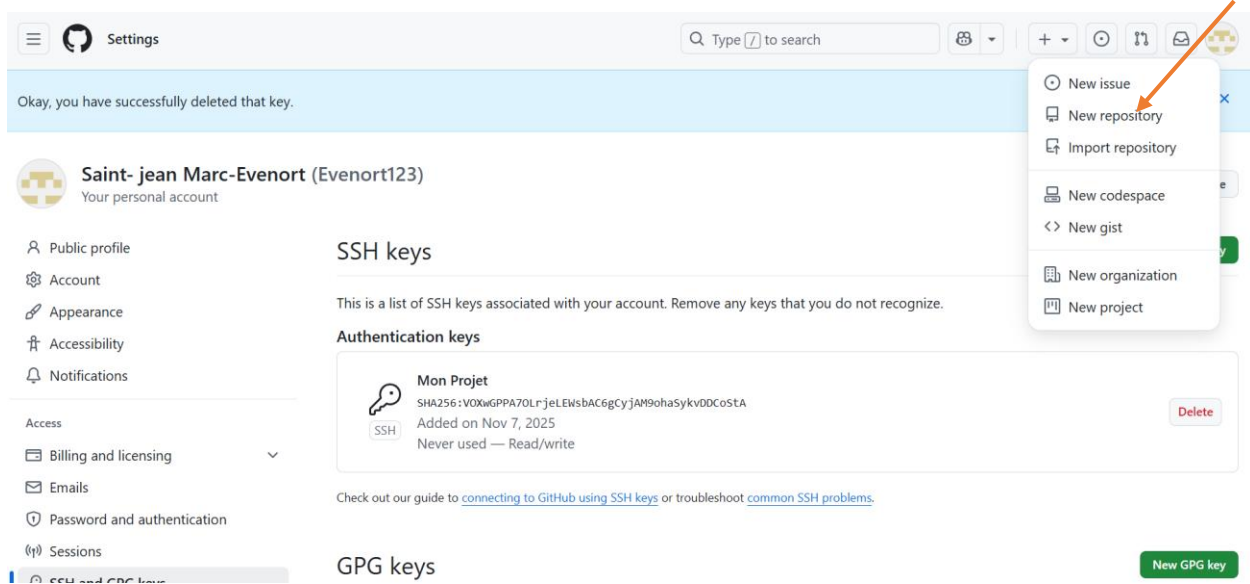 Settings
Type / to search
Okay, you have successfully deleted that key.
New issue
New repository
Import repository
New codespace
New gist
New organization
New project
Saint- jean Marc-Evenort (Evenort123)
Your personal account
Public profile
Account
Appearance
Accessibility
Notifications
Access
Billing and licensing
Emails
Password and authentication
Sessions
SSH and GPG keys
SSH keys
This is a list of SSH keys associated with your account. Remove any keys that you do not recognize.
Authentication keys
Mon Projet
SHA256:VOXwGPPA7OLrjeLEWsbAC6gCyjAM9ohaSykvDDCoStA
SSH
Added on Nov 7, 2025
Never used — Read/write
Delete
Check out our guide to connecting to GitHub using SSH keys or troubleshoot common SSH problems.
GPG keys
New GPG key